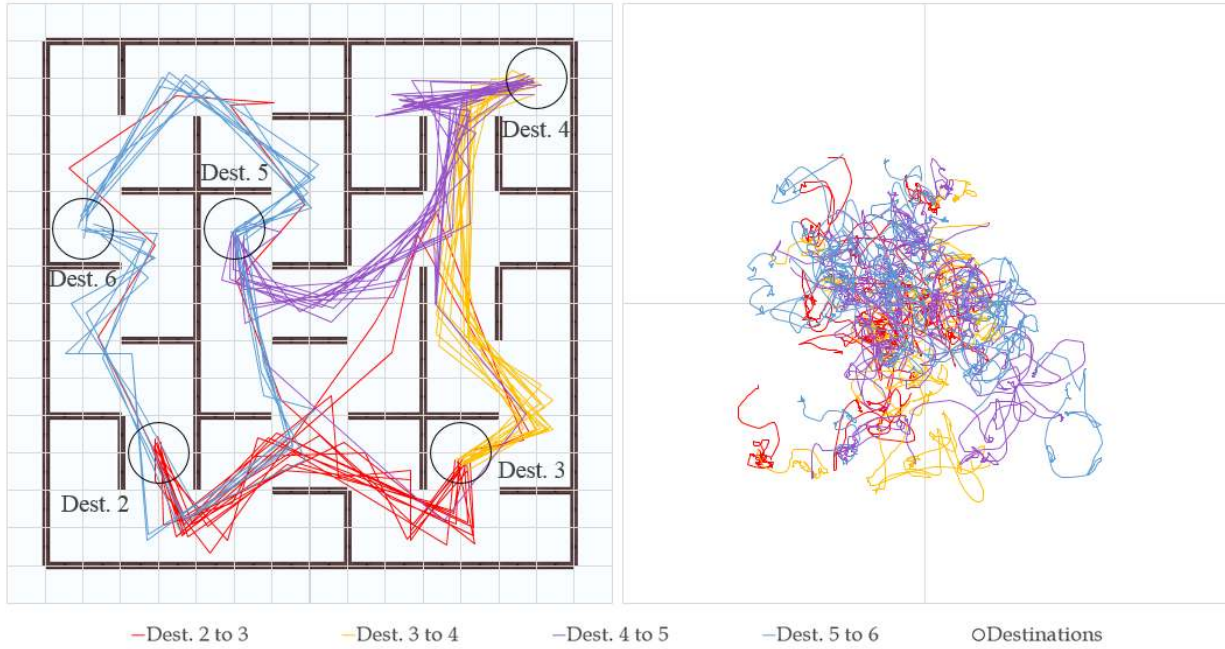 Dest. 4
Dest. 5
Dest. 6
Dest. 3
Dest. 2
Dest. 2 to 3
Dest. 3 to 4
Dest. 4 to 5
Dest. 5 to 6
Destinations